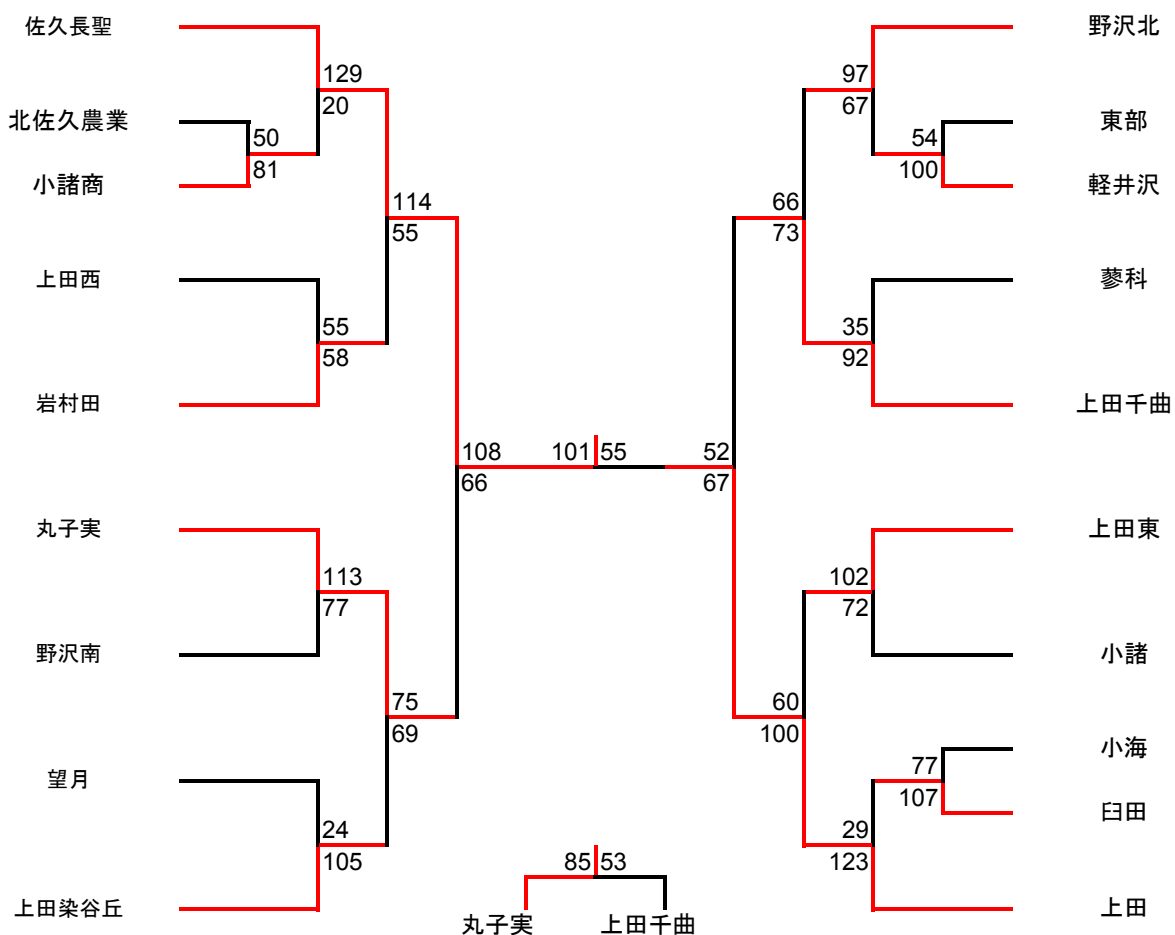 佐久長聖
野沢北
129
97
20
67
北佐久農業
東部
50
54
81
100
小諸商
軽井沢
114
66
55
73
上田西
蓼科
55
35
58
92
岩村田
上田千曲
108
101 55
52
66
67
丸子実
上田東
113
102
77
72
野沢南
小諸
75
60
69
100
望月
小海
77
107
臼田
24
29
105
123
85 53
上田染谷丘
上田
丸子実
上田千曲